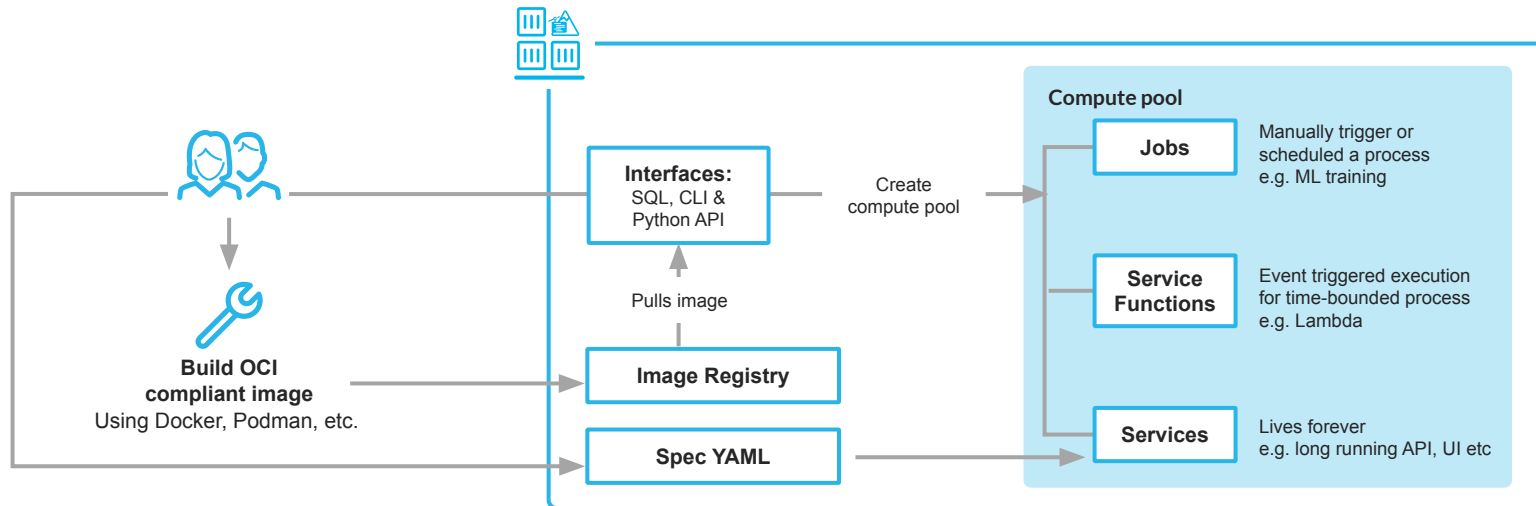 Compute pool
Jobs
Manually trigger or
scheduled a process
e.g. ML training
Interfaces:
SQL, CLI &
Python API
Create
compute pool
Service
Functions
Event triggered execution
for time-bounded process
e.g. Lambda
Pulls image
Build OCI
compliant image
Using Docker, Podman, etc.
Image Registry
Services
Lives forever
e.g. long running API, UI etc
Spec YAML